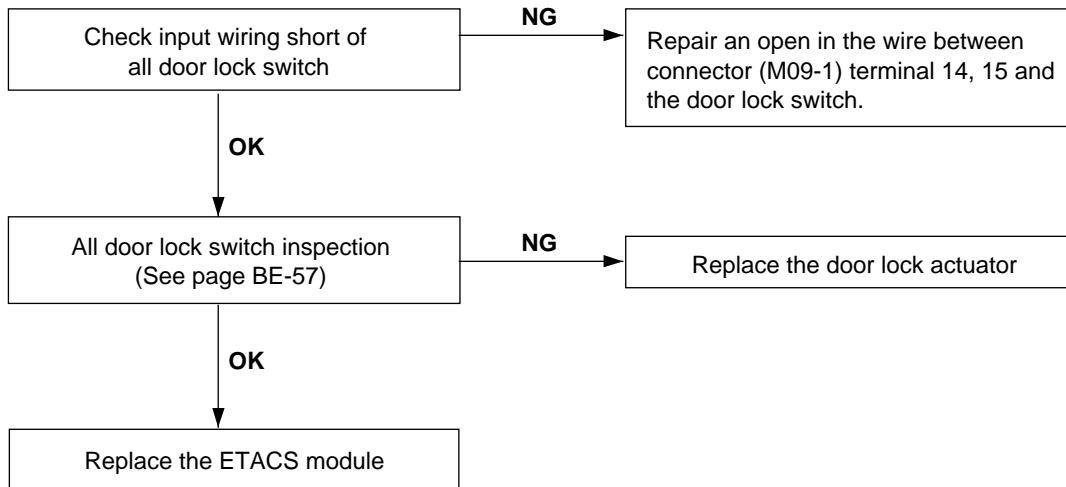 Check input wiring short of
all door lock switch
NG
Repair an open in the wire between
connector (M09-1) terminal 14, 15 and
the door lock switch.
OK
All door lock switch inspection
(See page BE-57)
NG
Replace the door lock actuator
OK
Replace the ETACS module